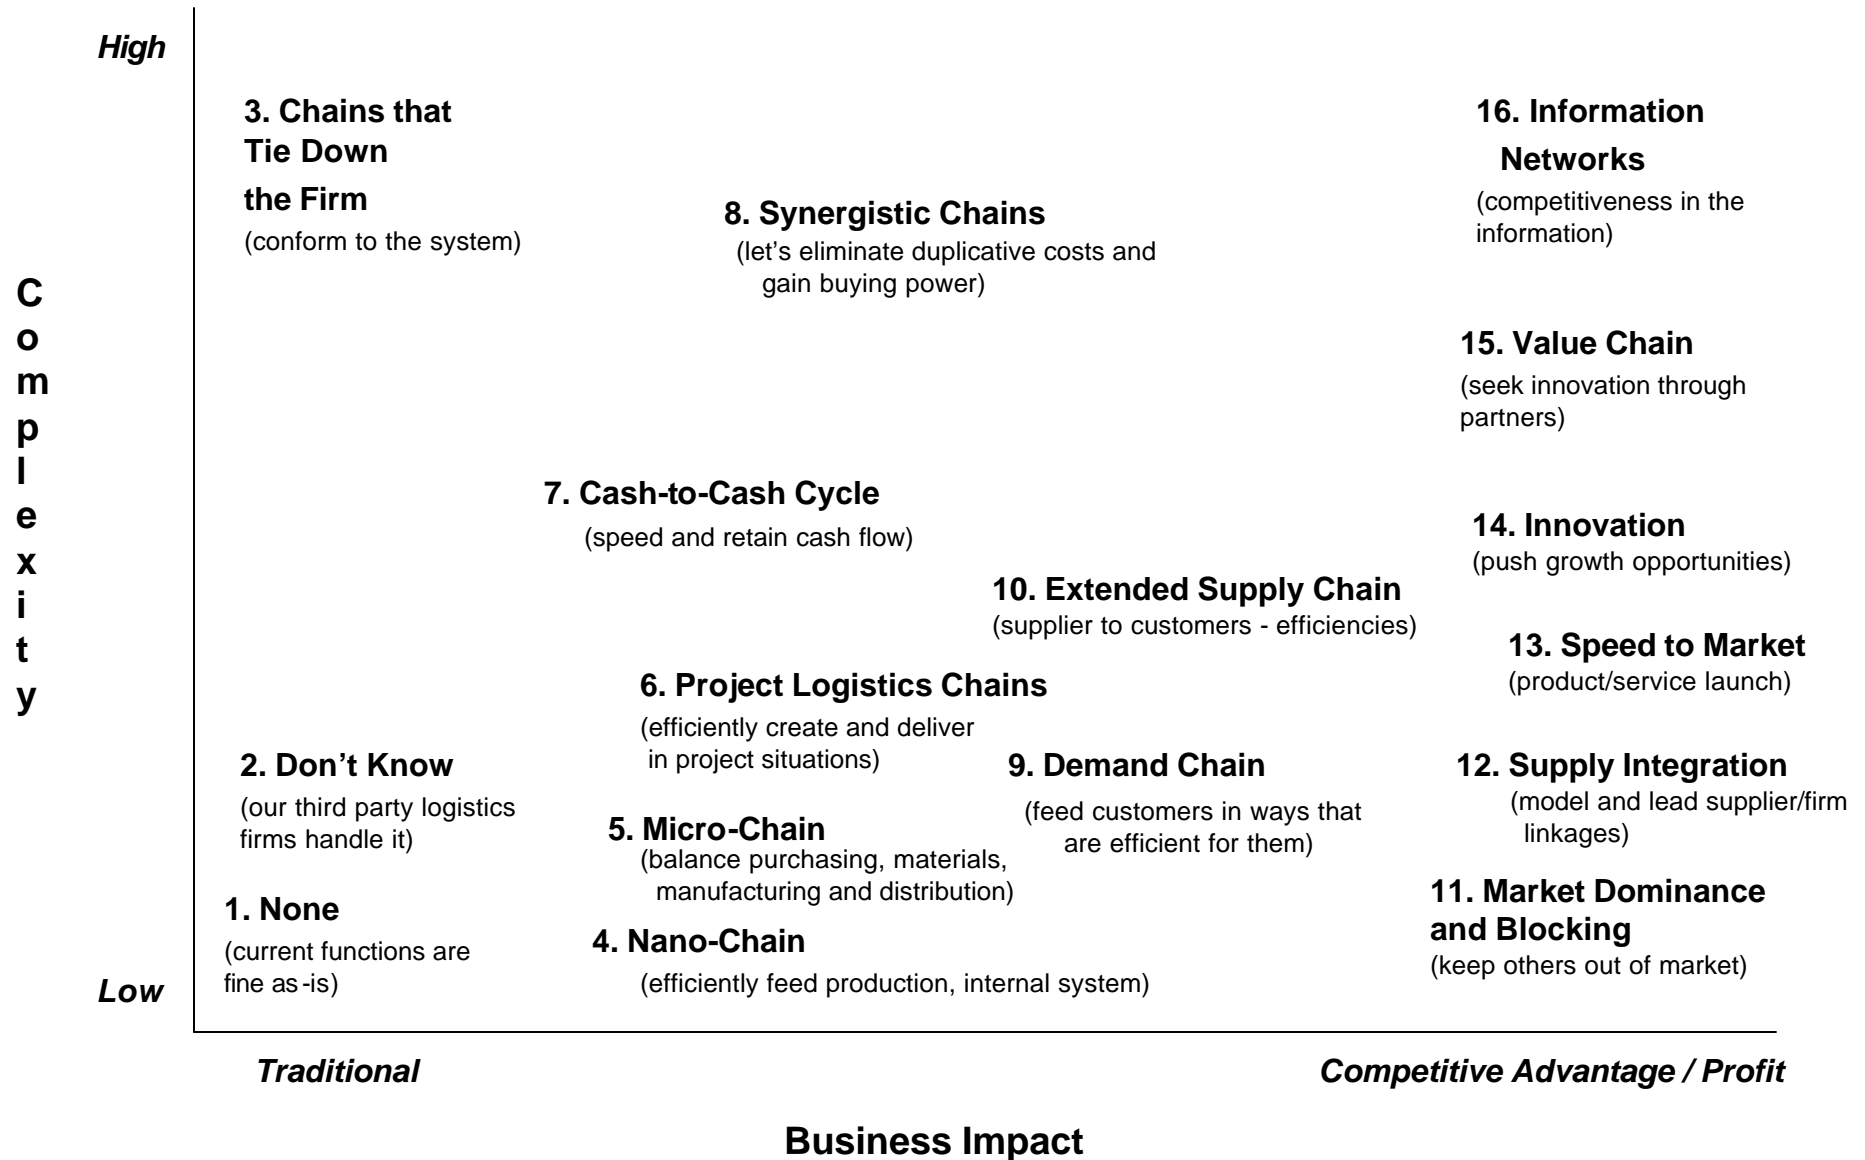 High
3. Chains that
Tie Down
the Firm
(conform to the system)
16. Information
Networks
(competitiveness in the
information)
8. Synergistic Chains
(let's eliminate duplicative costs and
gain buying power)
Complexity
15. Value Chain
(seek innovation through
partners)
7. Cash-to-Cash Cycle
(speed and retain cash flow)
14. Innovation
(push growth opportunities)
10. Extended Supply Chain
(supplier to customers - efficiencies)
13. Speed to Market
(product/service launch)
6. Project Logistics Chains
(efficiently create and deliver
in project situations)
2. Don’t Know
(our third party logistics
firms handle it)
9. Demand Chain
(feed customers in ways that
are efficient for them)
12. Supply Integration
(model and lead supplier/firm
linkages)
5. Micro-Chain
(balance purchasing, materials,
manufacturing and distribution)
1. None
(current functions are
fine as-is)
11. Market Dominance
and Blocking
(keep others out of market)
4. Nano-Chain
(efficiently feed production, internal system)
Low
Traditional
Competitive Advantage / Profit
Business Impact